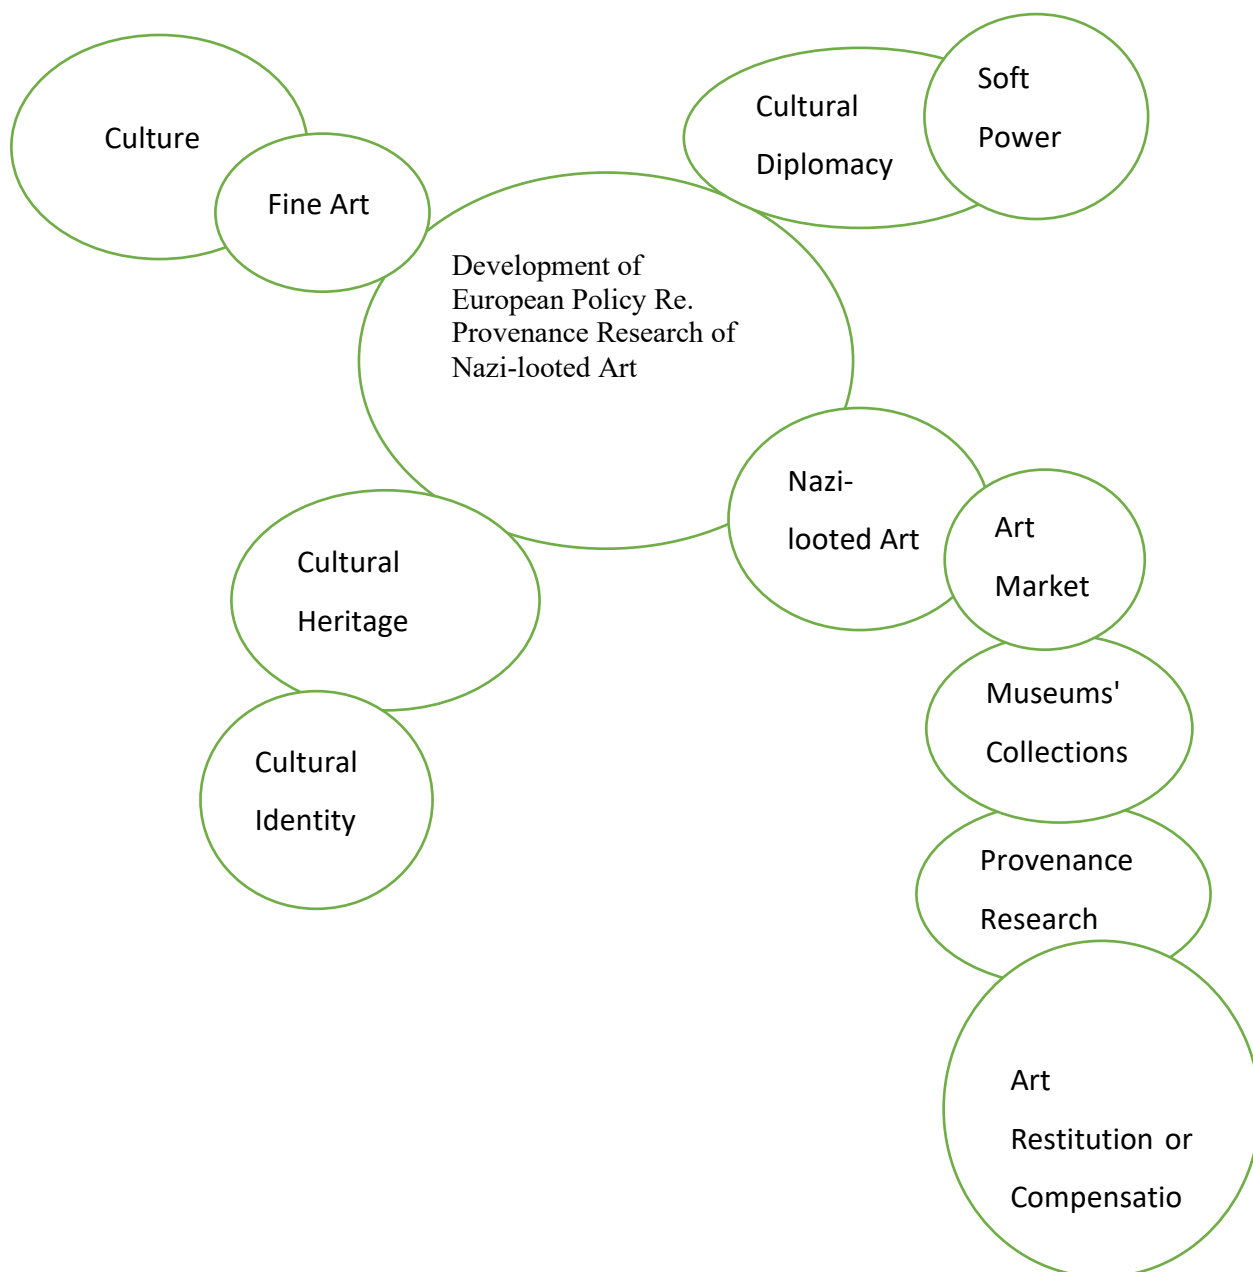 Culture
Fine Art
Cultural
Diplomacy
Soft
Power
Development of
European Policy Re.
Provenance Research of
Nazi-looted Art
Nazi-
looted Art
Art
Market
Cultural
Heritage
Cultural
Identity
Museums'
Collections
Provenance
Research
Art
Restitution or
Compensatio